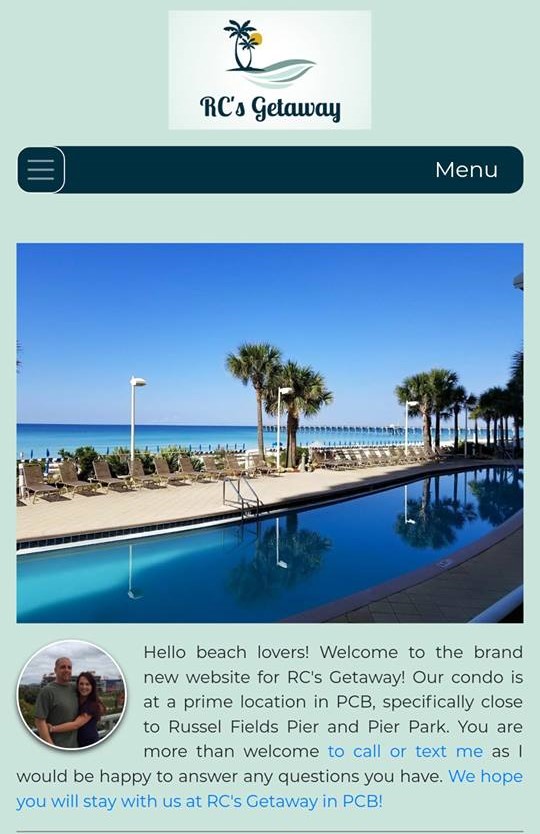 RC's Getaway
Menu
Hello beach lovers! Welcome to the brand
new website for RC's Getaway! Our condo is
at a prime location in PCB, specifically close
to Russel Fields Pier and Pier Park. You are
more than welcome to call or text me as I
would be happy to answer any questions you have. We hope
you will stay with us at RC's Getaway in PCB!